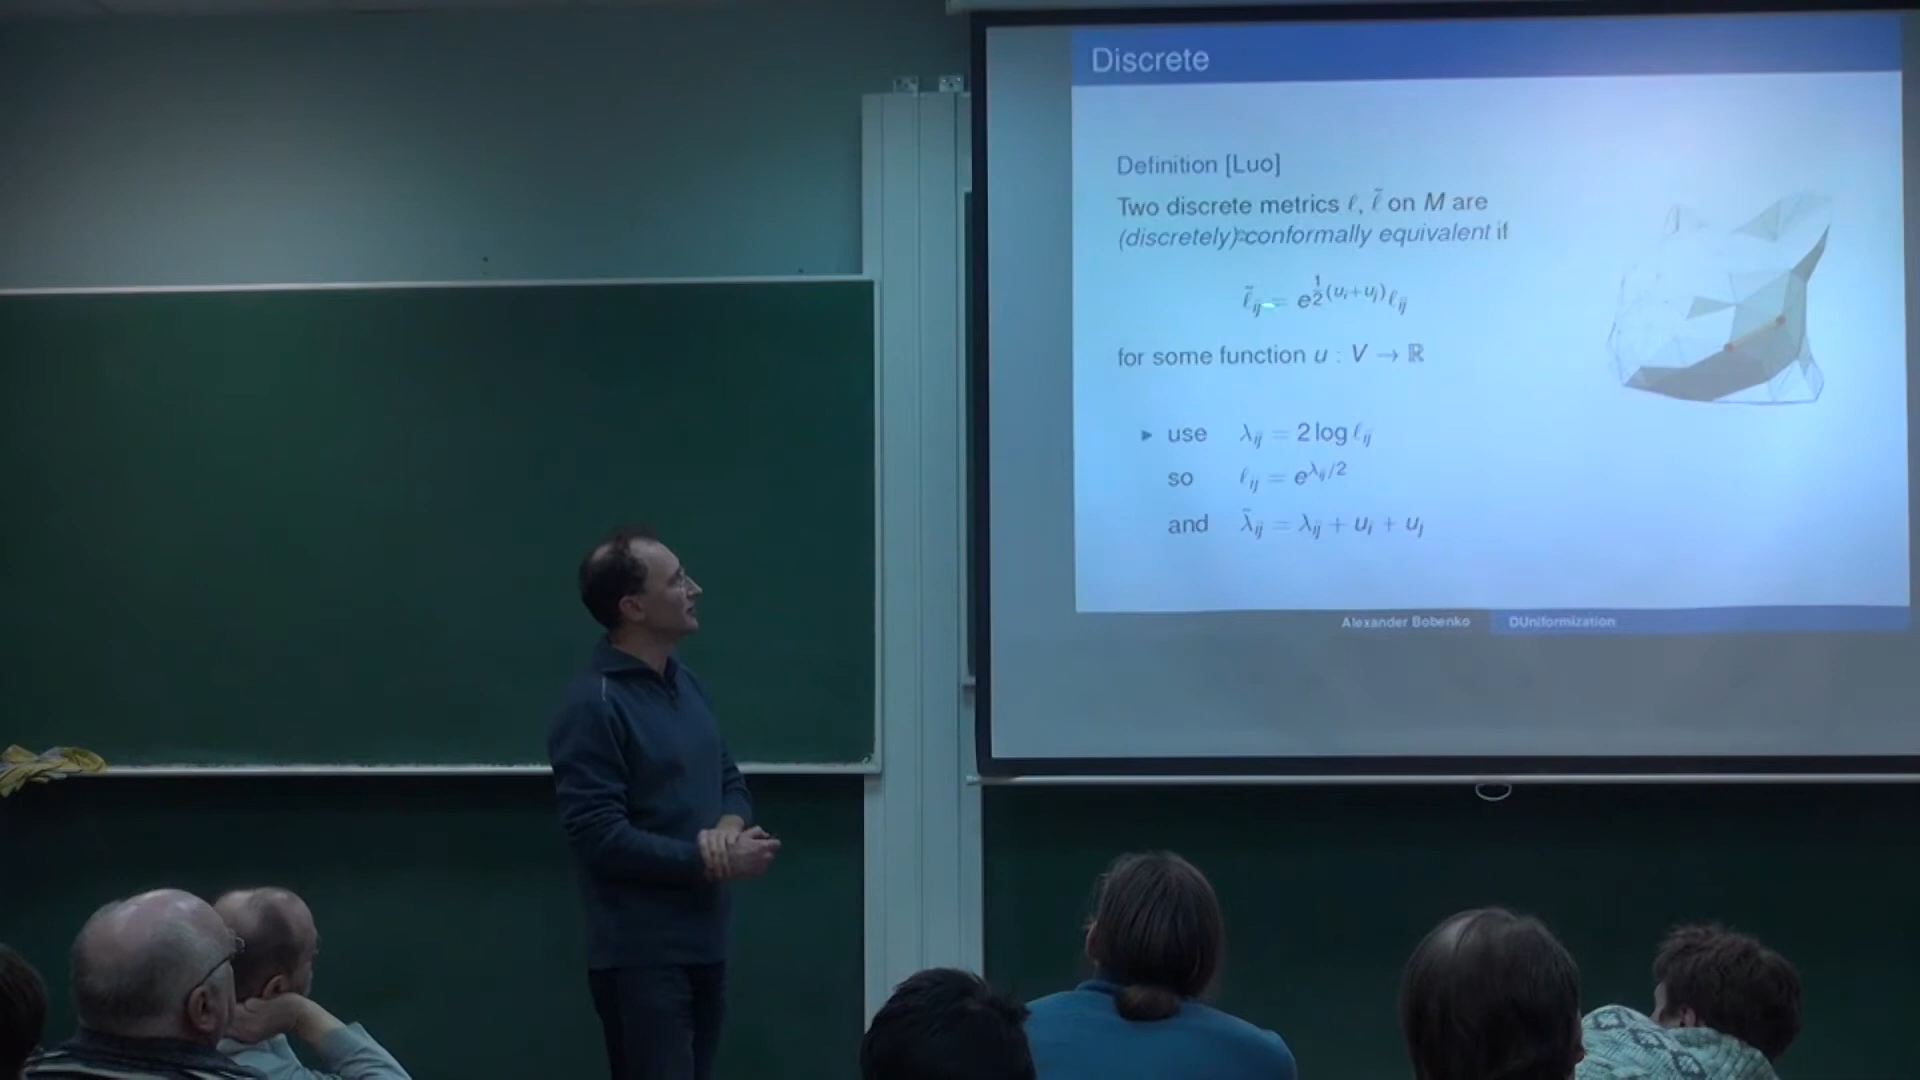 Discrete
Definition [Luo]
Two discrete metrics ℓ, ℓ̃ on M are
(discretely) conformally equivalent if
ℓ̃ᵢⱼ = e^{½(uᵢ+uⱼ)} ℓᵢⱼ
for some function u : V → ℝ
► use λᵢⱼ = 2 log ℓᵢⱼ
so ℓᵢⱼ = e^{λᵢⱼ/2}
and λ̃ᵢⱼ = λᵢⱼ + uᵢ + uⱼ
Alexander Bobenko DUniformization